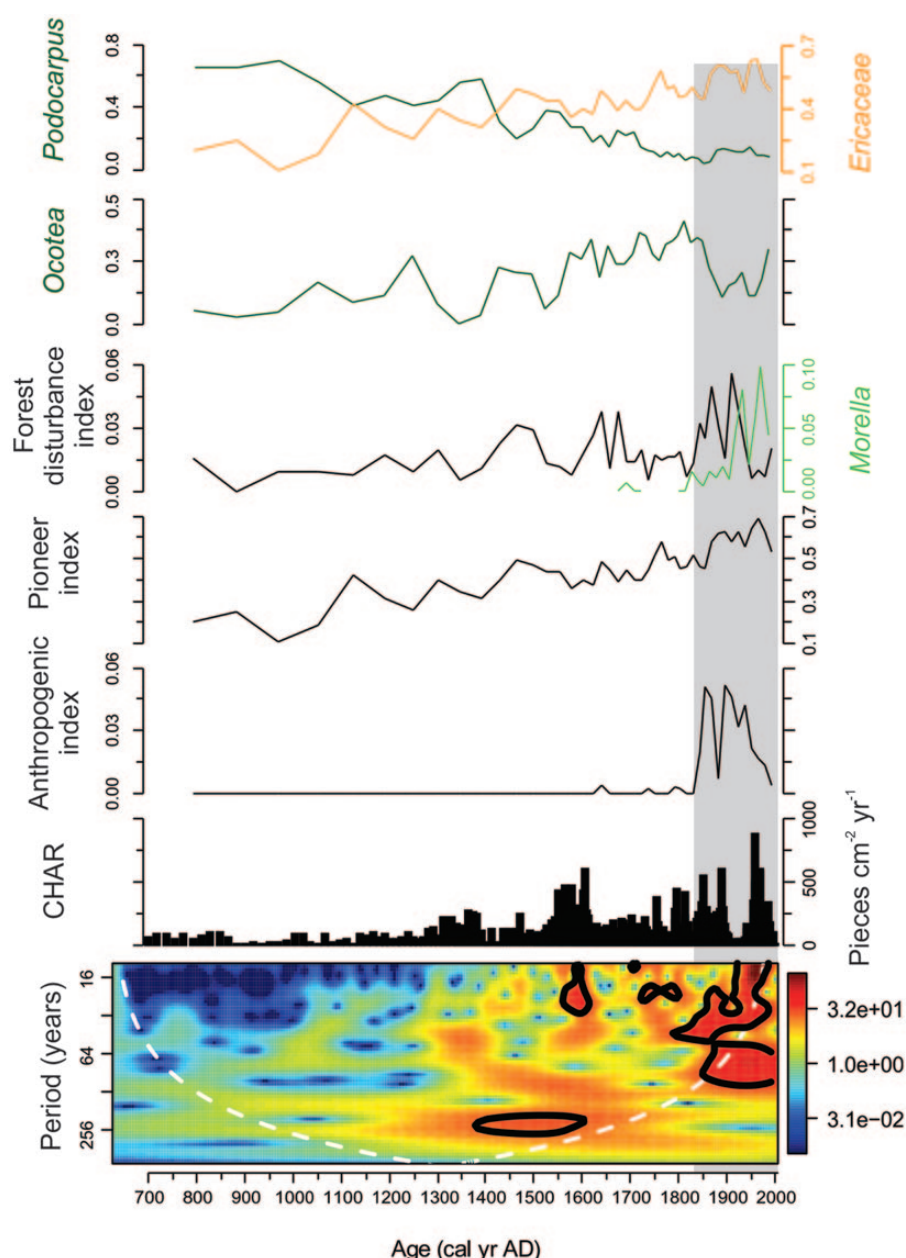 Podocarpus
0.8
0.4
0.0
0.7
0.4
0.1
Ericaceae
Ocotea
0.5
0.3
0.0
Forest
disturbance
index
0.06
0.03
0.00
0.10
0.05
0.00
Morella
Pioneer
index
0.7
0.5
0.3
0.1
Anthropogenic
index
0.06
0.03
0.00
CHAR
1000
500
0
Pieces cm⁻² yr⁻¹
Period (years)
16
64
256
3.2e+01
1.0e+00
3.1e−02
700 800 900 1000 1100 1200 1300 1400 1500 1600 1700 1800 1900 2000
Age (cal yr AD)